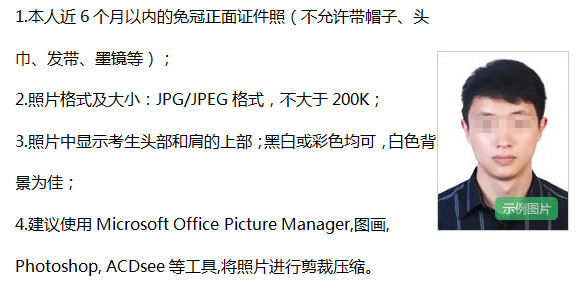 1.本人近6个月以内的免冠正面证件照（不允许带帽子、头
巾、发带、墨镜等）；
2.照片格式及大小：JPG/JPEG 格式，不大于 200K；
3.照片中显示考生头部和肩的上部；黑白或彩色均可，白色背
景为佳；
4.建议使用 Microsoft Office Picture Manager,图画,
Photoshop, ACDsee 等工具,将照片进行剪裁压缩。
示例图片